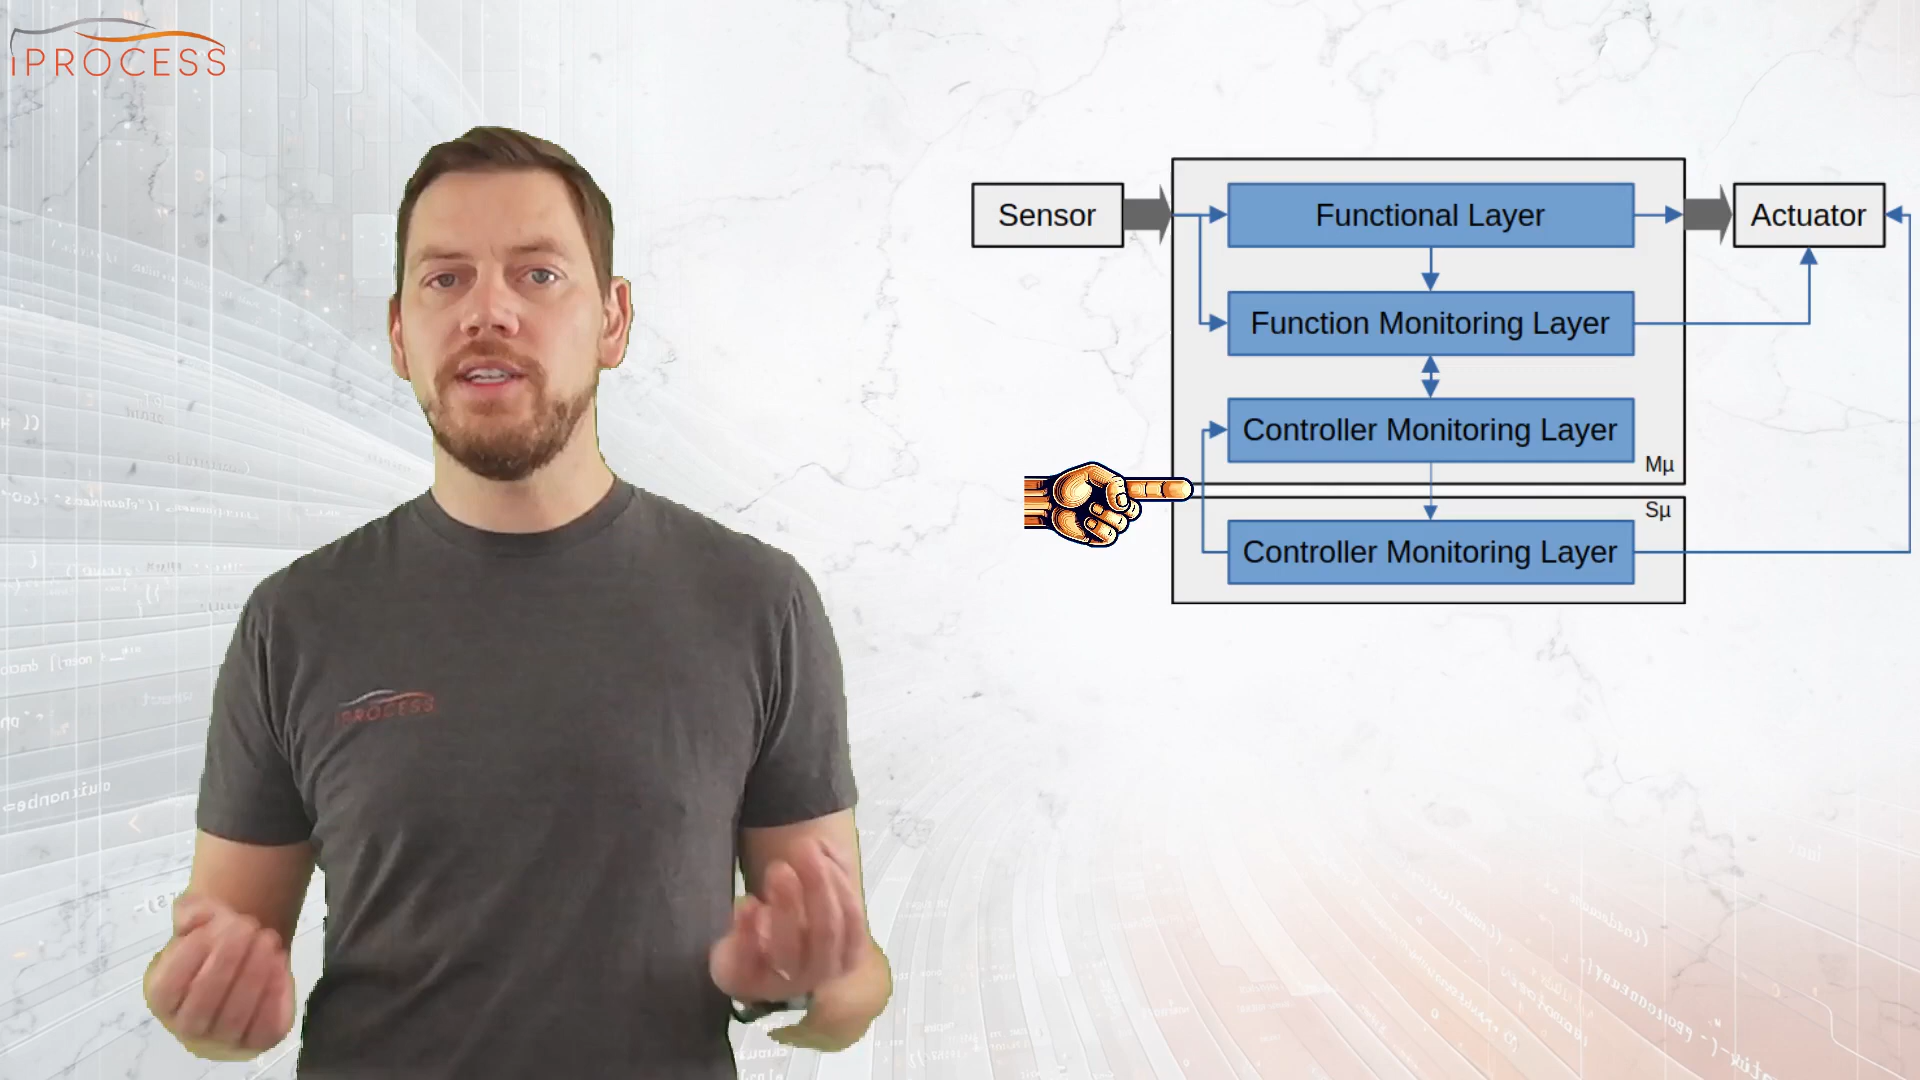 iPROCESS
Sensor
Functional Layer
Actuator
Function Monitoring Layer
Controller Monitoring Layer
Mµ
Sµ
Controller Monitoring Layer
iPROCESS